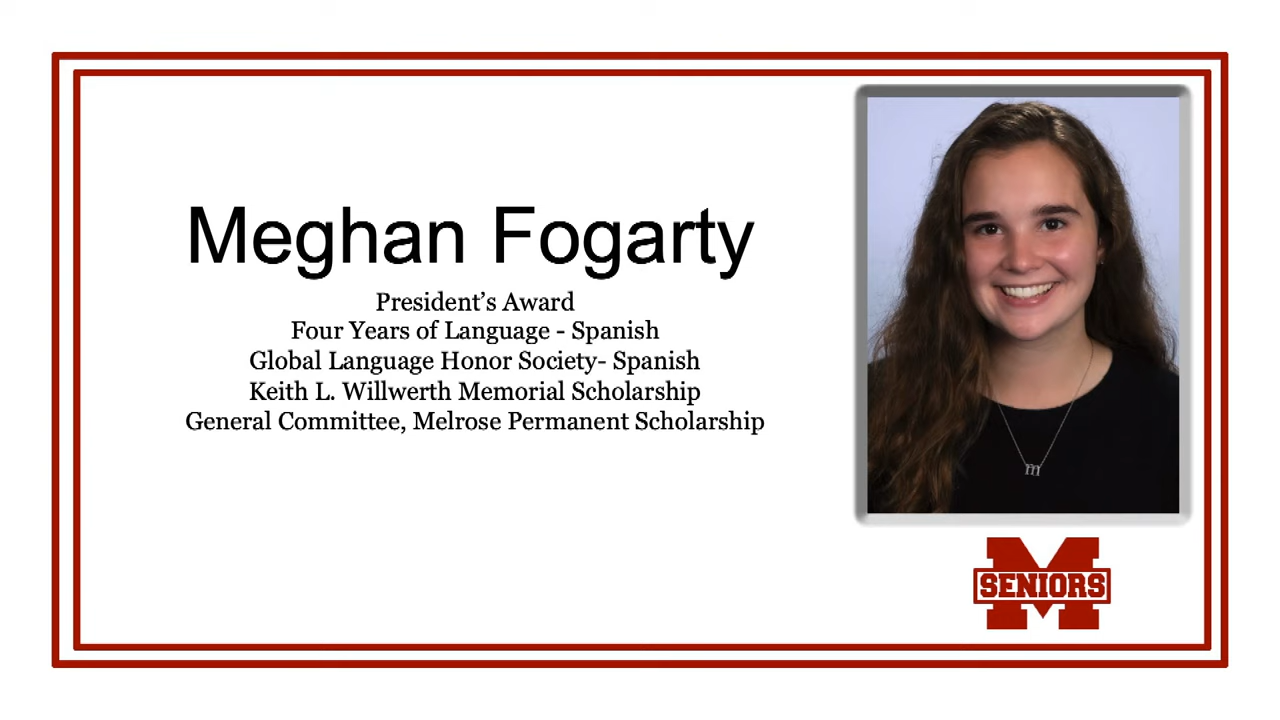 Meghan Fogarty
President’s Award
Four Years of Language - Spanish
Global Language Honor Society- Spanish
Keith L. Willwerth Memorial Scholarship
General Committee, Melrose Permanent Scholarship
m
M
SENIORS